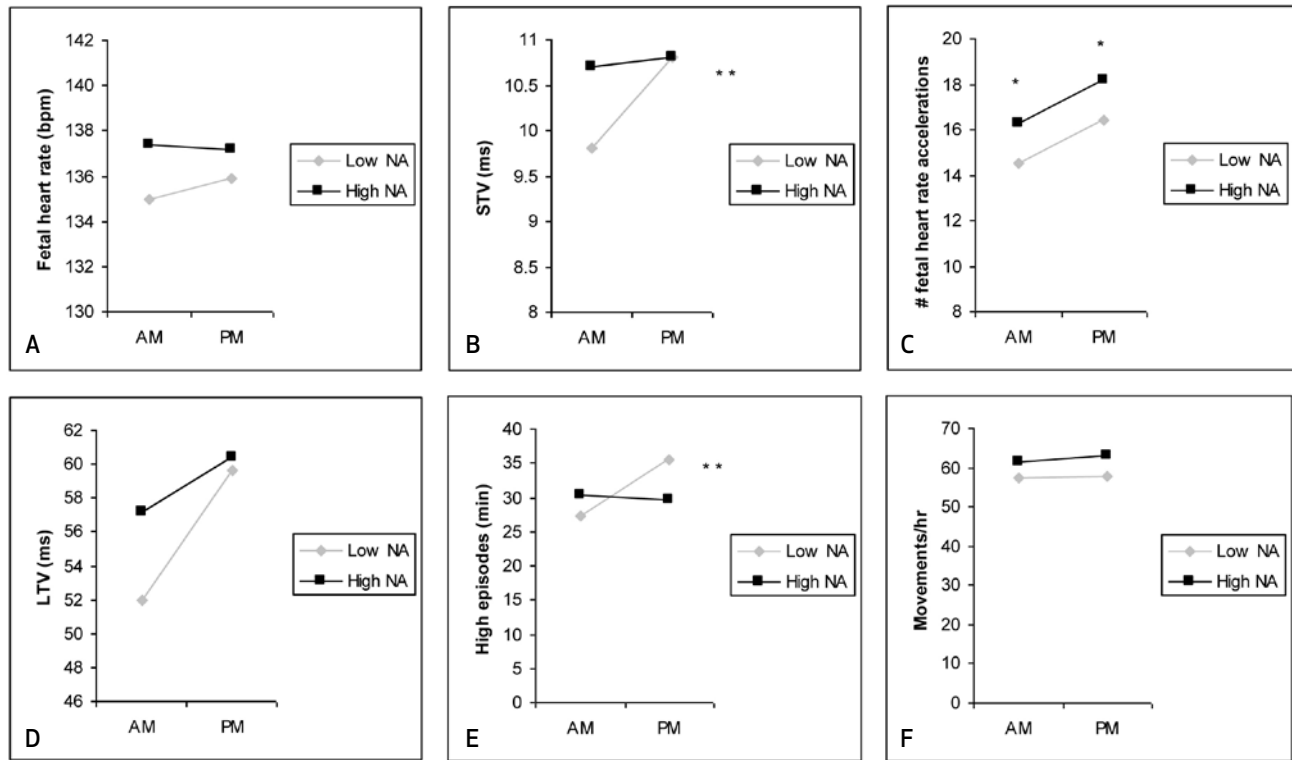 Fetal heart rate (bpm)
142
140
138
136
134
132
130
AM PM
Low NA
High NA
A
STV (ms)
11
10.5
10
9.5
9
8.5
8
* *
AM PM
Low NA
High NA
B
# fetal heart rate accelerations
20
18
16
14
12
10
8
*
*
AM PM
Low NA
High NA
C
LTV (ms)
62
60
58
56
54
52
50
48
46
AM PM
Low NA
High NA
D
High episodes (min)
40
35
30
25
20
15
10
5
0
* *
AM PM
Low NA
High NA
E
Movements/hr
70
60
50
40
30
20
10
0
AM PM
Low NA
High NA
F